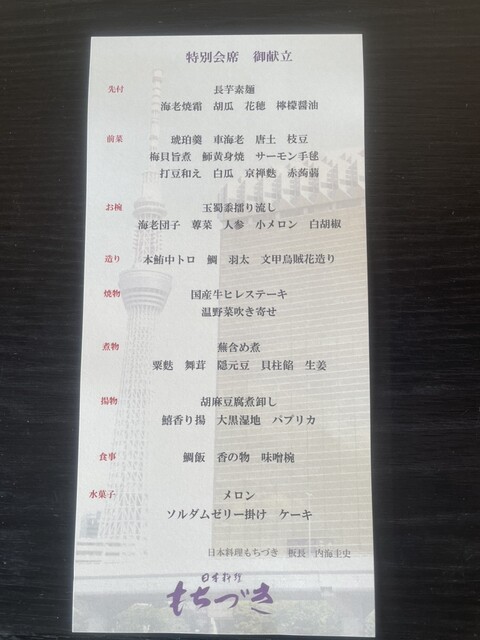 特別会席　御献立
先付　長芋素麺
海老焼霜　胡瓜　花穂　檸檬醤油
前菜　琥珀羹　車海老　唐土　枝豆
梅貝旨煮　鰤黄身焼　サーモン手毬
打豆和え　白瓜　京禅麩　赤蒟蒻
お椀　玉蜀黍擂り流し
海老団子　蓴菜　人参　小メロン　白胡椒
造り　本鮪中トロ　鯛　羽太　文甲烏賊花造り
焼物　国産牛ヒレステーキ
温野菜吹き寄せ
煮物　蕪含め煮
粟麩　舞茸　隠元豆　貝柱餡　生姜
揚物　胡麻豆腐煮卸し
鱚香り揚　大黒湿地　パプリカ
食事　鯛飯　香の物　味噌椀
水菓子　メロン
ソルダムゼリー掛け　ケーキ
日本料理もちづき　板長　内海圭史
日本料理
もちづき